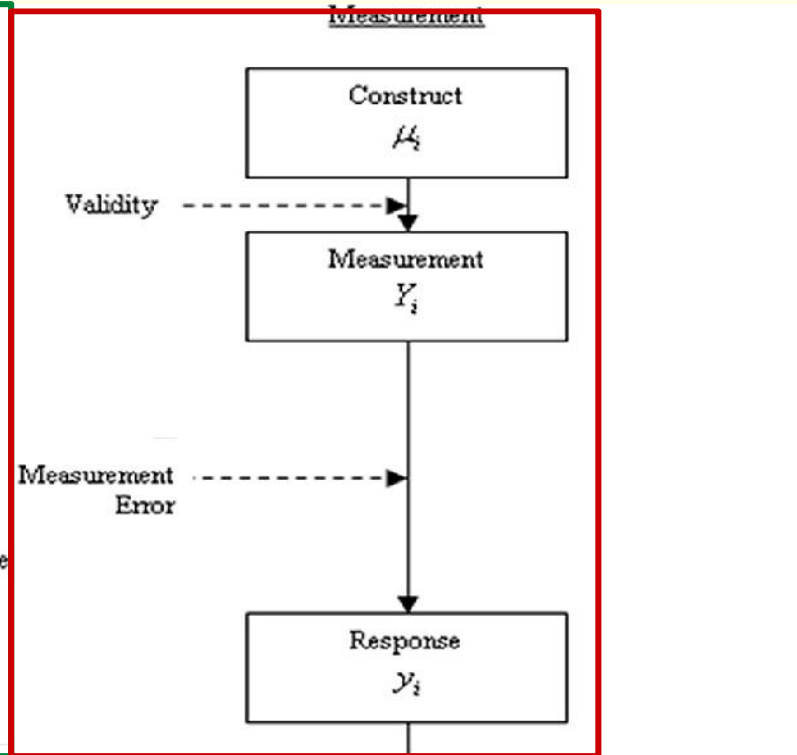 Measurement
Construct
μᵢ
Validity
Measurement
Yᵢ
Measurement
Error
e
Response
yᵢ